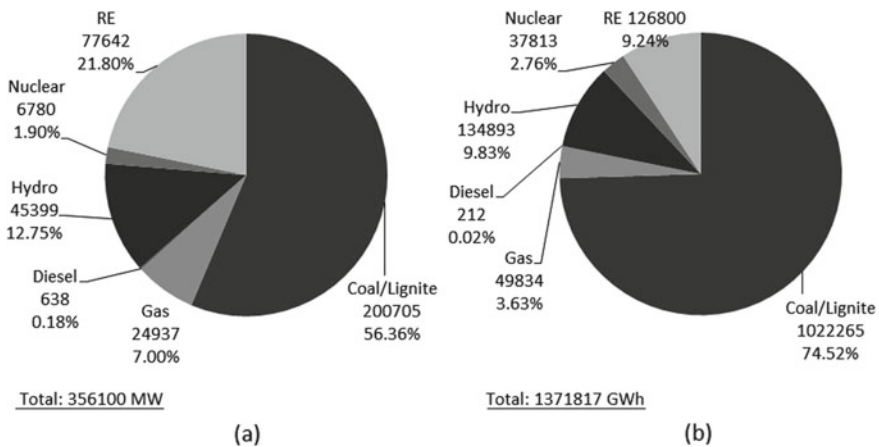 RE
77642
21.80%
Nuclear
6780
1.90%
Hydro
45399
12.75%
Diesel
638
0.18%
Gas
24937
7.00%
Coal/Lignite
200705
56.36%
Total: 356100 MW
(a)
Nuclear
37813
2.76%
RE 126800
9.24%
Hydro
134893
9.83%
Diesel
212
0.02%
Gas
49834
3.63%
Coal/Lignite
1022265
74.52%
Total: 1371817 GWh
(b)